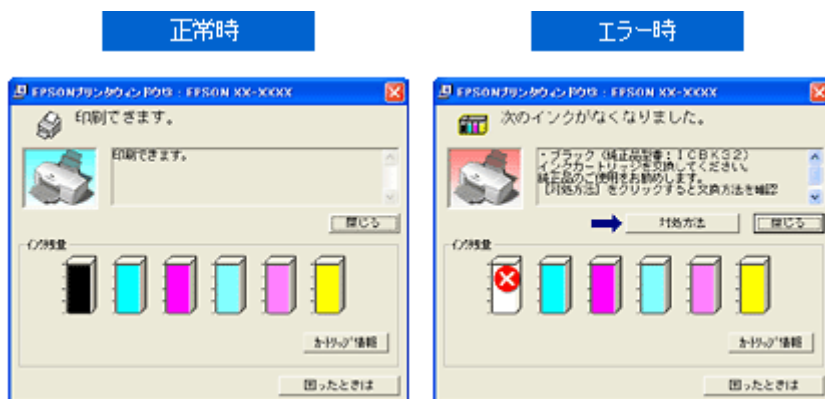 正常時
エラー時
EPSONプリンタウィンドウ!3 : EPSON XX-XXXX
印刷できます。
印刷できます。
閉じる
インク残量
カートリッジ情報
困ったときは
EPSONプリンタウィンドウ!3 : EPSON XX-XXXX
次のインクがなくなりました。
・ブラック (純正品型番：ICBK32)
インクカートリッジを交換してください。
純正品のご使用をお勧めします。
[対処方法] をクリックすると交換方法を確認
対処方法
閉じる
インク残量
カートリッジ情報
困ったときは